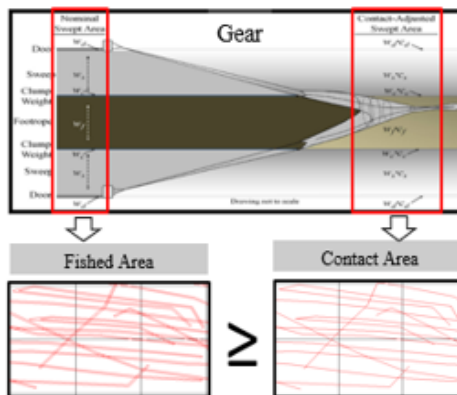 Nominal
Swept Area
Gear
Contact-Adjusted
Swept Area
Door
Sweep
Clump
Weight
Footrope
Clump
Weight
Sweep
Door
Drawing not to scale
Fished Area
Contact Area
≥